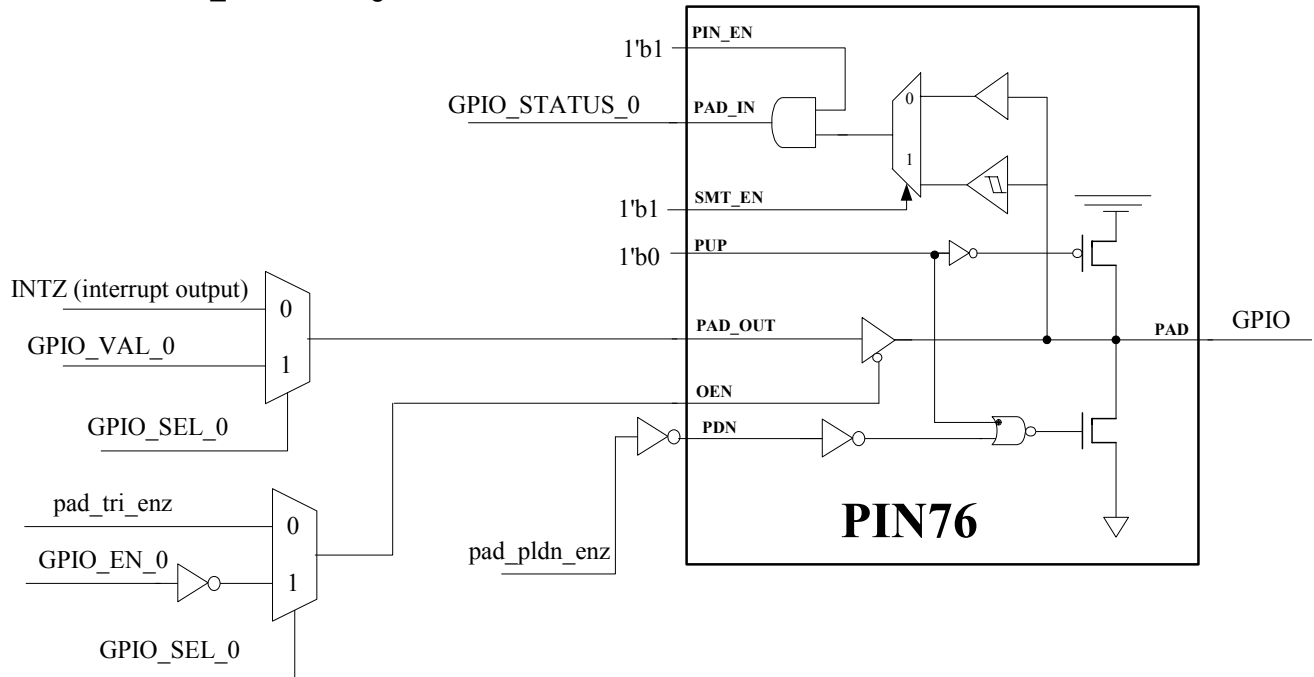 PIN_EN
1'b1
0
GPIO_STATUS_0
PAD_IN
1
SMT_EN
1'b1
PUP
1'b0
INTZ (interrupt output)
0
GPIO_VAL_0
1
PAD_OUT
PAD
GPIO
OEN
GPIO_SEL_0
PDN
pad_tri_enz
0
GPIO_EN_0
1
pad_pldn_enz
PIN76
GPIO_SEL_0